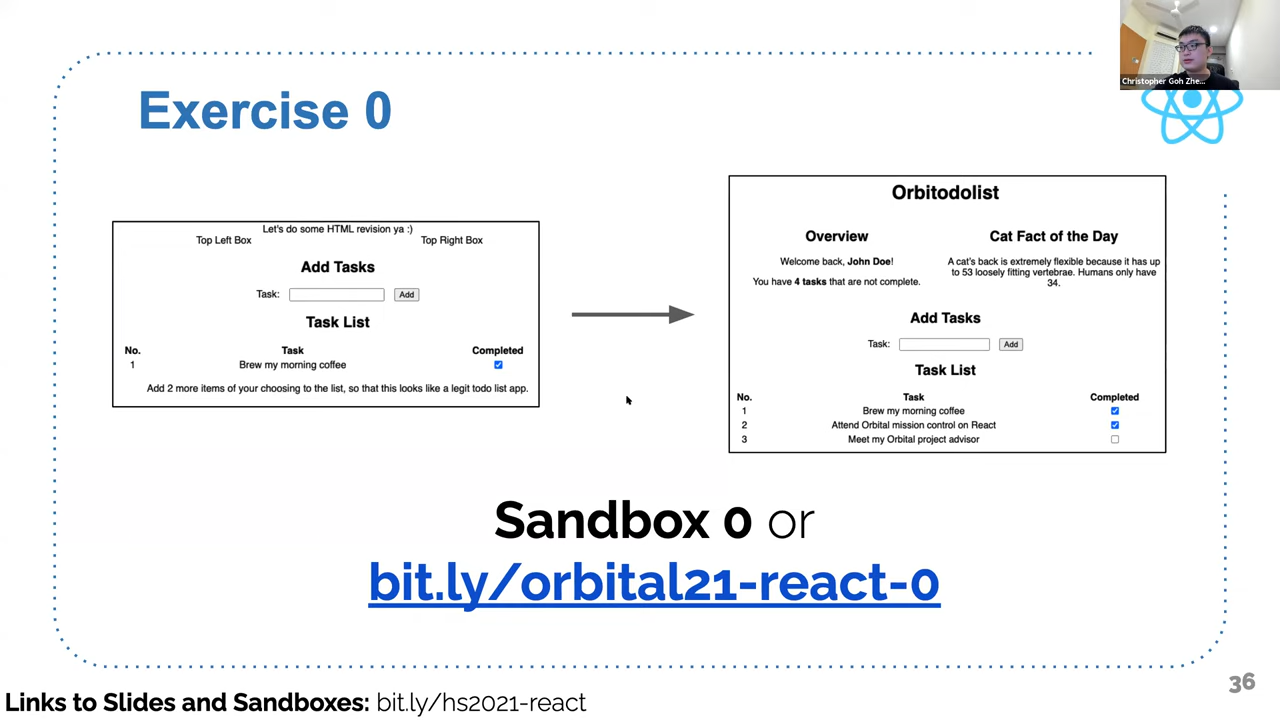 Christopher Goh Zhe...
Exercise 0
Let's do some HTML revision ya :)
Top Left Box Top Right Box
Add Tasks
Task: Add
Task List
No. Task Completed
1 Brew my morning coffee
Add 2 more items of your choosing to the list, so that this looks like a legit todo list app.
Orbitodolist
Overview
Welcome back, John Doe!
You have 4 tasks that are not complete.
Cat Fact of the Day
A cat's back is extremely flexible because it has up
to 53 loosely fitting vertebrae. Humans only have
34.
Add Tasks
Task: Add
Task List
No. Task Completed
1 Brew my morning coffee
2 Attend Orbital mission control on React
3 Meet my Orbital project advisor
Sandbox 0 or
bit.ly/orbital21-react-0
36
Links to Slides and Sandboxes: bit.ly/hs2021-react